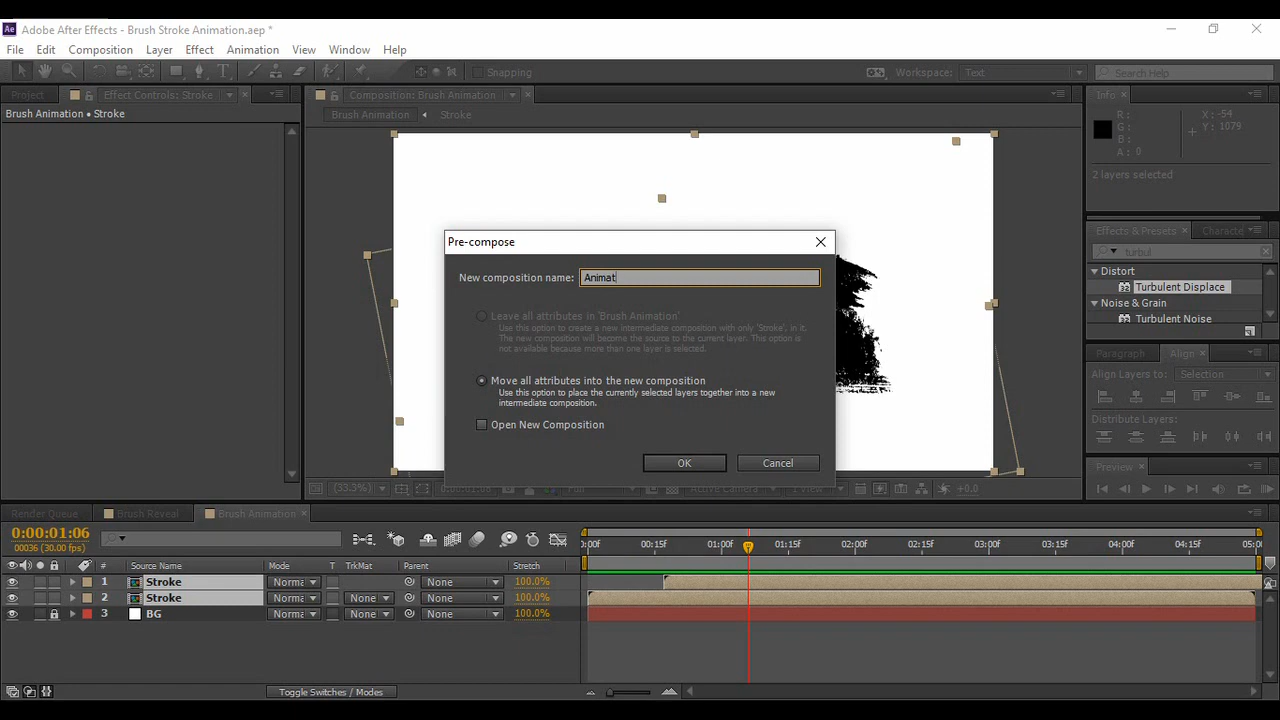 Adobe After Effects - Brush Stroke Animation.aep *
File Edit Composition Layer Effect Animation View Window Help
Snapping
Workspace: Text
Search Help
Project
Effect Controls: Stroke
Composition: Brush Animation
Info
Brush Animation • Stroke
Brush Animation
Stroke
R :
G :
B :
A : 0
X : -54
Y : 1079
2 layers selected
Effects & Presets
Characte
turbul
Distort
Turbulent Displace
Noise & Grain
Turbulent Noise
Paragraph
Align
Align Layers to: Selection
Distribute Layers:
Preview
Pre-compose
New composition name: Animat
Leave all attributes in 'Brush Animation'
Use this option to create a new intermediate composition with only 'Stroke', in it.
The new composition will become the source to the current layer. This option is
not available because more than one layer is selected.
Move all attributes into the new composition
Use this option to place the currently selected layers together into a new
intermediate composition.
Open New Composition
OK
Cancel
(33.3%) 0:00:01:06 Full Active Camera 1 View +0.0
Render Queue
Brush Reveal
Brush Animation
0:00:01:06
00036 (30.00 fps)
:00f 00:15f 01:00f 01:15f 02:00f 02:15f 03:00f 03:15f 04:00f 04:15f 05:0
# Source Name Mode T TrkMat Parent Stretch
1 Stroke Norma None 100.0%
2 Stroke Norma None None 100.0%
3 BG Norma None None 100.0%
Toggle Switches / Modes